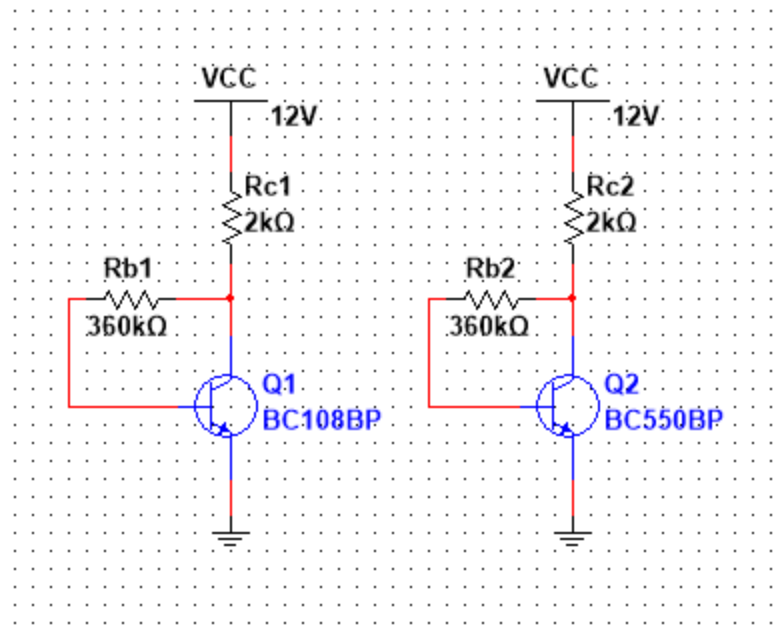 VCC
12V
Rc1
2kΩ
Rb1
360kΩ
Q1
BC108BP
VCC
12V
Rc2
2kΩ
Rb2
360kΩ
Q2
BC550BP